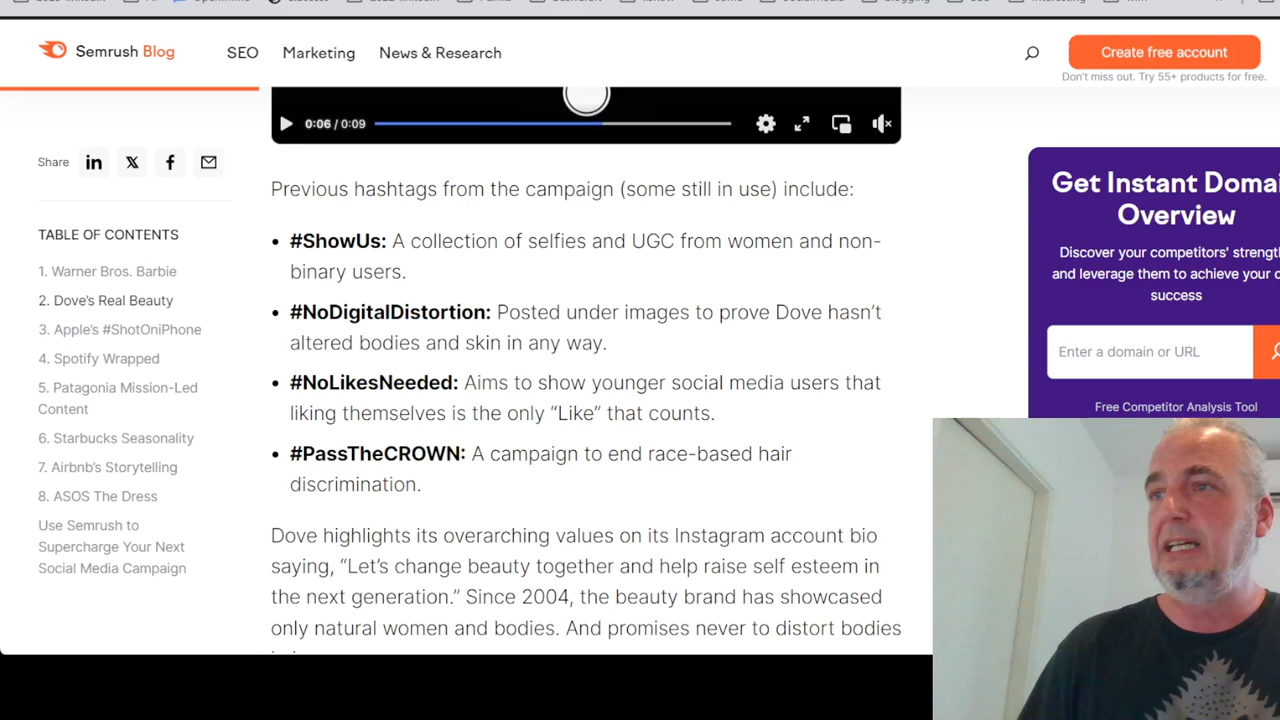 Semrush Blog
SEO
Marketing
News & Research
Create free account
Don't miss out. Try 55+ products for free.
0:06 / 0:09
Share
TABLE OF CONTENTS
1. Warner Bros. Barbie
2. Dove's Real Beauty
3. Apple's #ShotOniPhone
4. Spotify Wrapped
5. Patagonia Mission-Led
Content
6. Starbucks Seasonality
7. Airbnb's Storytelling
8. ASOS The Dress
Use Semrush to
Supercharge Your Next
Social Media Campaign
Previous hashtags from the campaign (some still in use) include:
• #ShowUs: A collection of selfies and UGC from women and non-
binary users.
• #NoDigitalDistortion: Posted under images to prove Dove hasn't
altered bodies and skin in any way.
• #NoLikesNeeded: Aims to show younger social media users that
liking themselves is the only “Like” that counts.
• #PassTheCROWN: A campaign to end race-based hair
discrimination.
Dove highlights its overarching values on its Instagram account bio
saying, “Let's change beauty together and help raise self esteem in
the next generation.” Since 2004, the beauty brand has showcased
only natural women and bodies. And promises never to distort bodies
Get Instant Domai
Overview
Discover your competitors' strengt
and leverage them to achieve your o
success
Enter a domain or URL
Free Competitor Analysis Tool